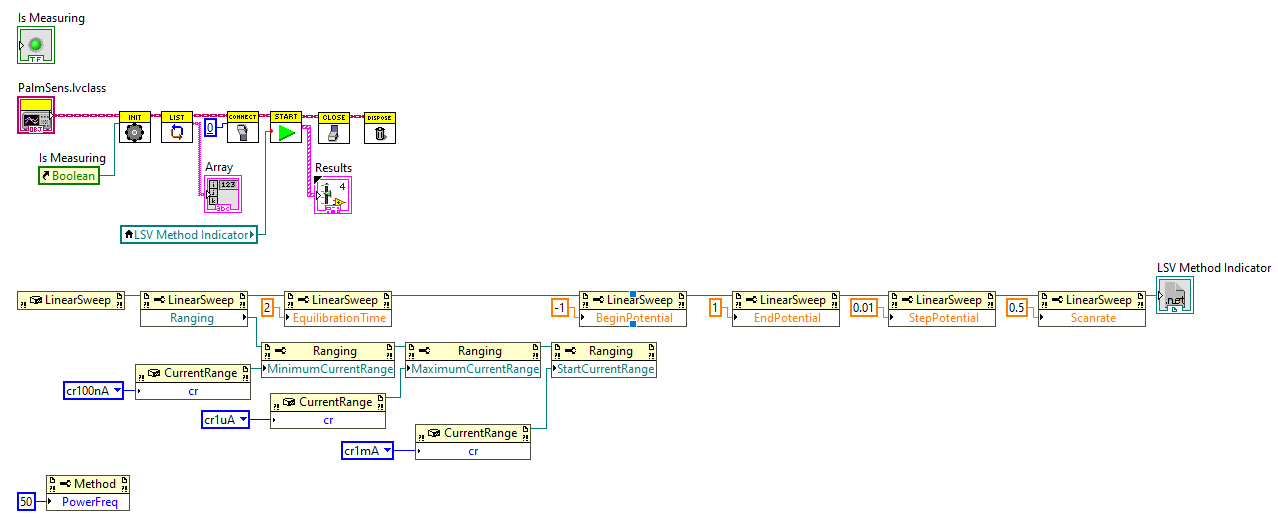 Is Measuring
TF
PalmSens.lvclass
OBJ
INIT
LIST
CONNECT
START
CLOSE
DISPOSE
0
Is Measuring
Boolean
Array
123
abc
Results
4
LSV Method Indicator
LSV Method Indicator
.net
LinearSweep
LinearSweep
Ranging
2
LinearSweep
EquilibrationTime
-1
LinearSweep
BeginPotential
1
LinearSweep
EndPotential
0.01
LinearSweep
StepPotential
0.5
LinearSweep
Scanrate
Ranging
MinimumCurrentRange
Ranging
MaximumCurrentRange
Ranging
StartCurrentRange
cr100nA
CurrentRange
cr
cr1uA
CurrentRange
cr
cr1mA
CurrentRange
cr
50
Method
PowerFreq